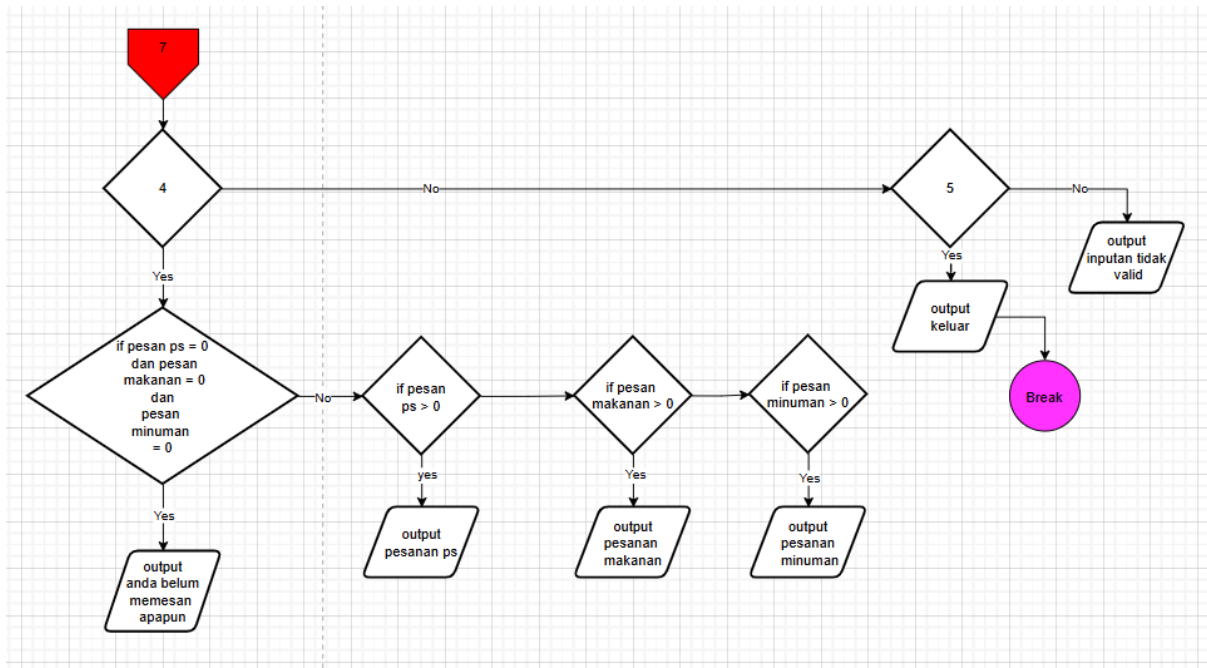 7
4
No
5
No
Yes
Yes
output
inputan tidak
valid
output
keluar
if pesan ps = 0
dan pesan
makanan = 0
dan
pesan
minuman
= 0
No
if pesan
ps > 0
if pesan
makanan > 0
if pesan
minuman > 0
Break
Yes
yes
Yes
Yes
output
anda belum
memesan
apapun
output
pesanan ps
output
pesanan
makanan
output
pesanan
minuman